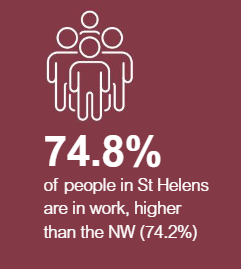 74.8%
of people in St Helens
are in work, higher
than the NW (74.2%)